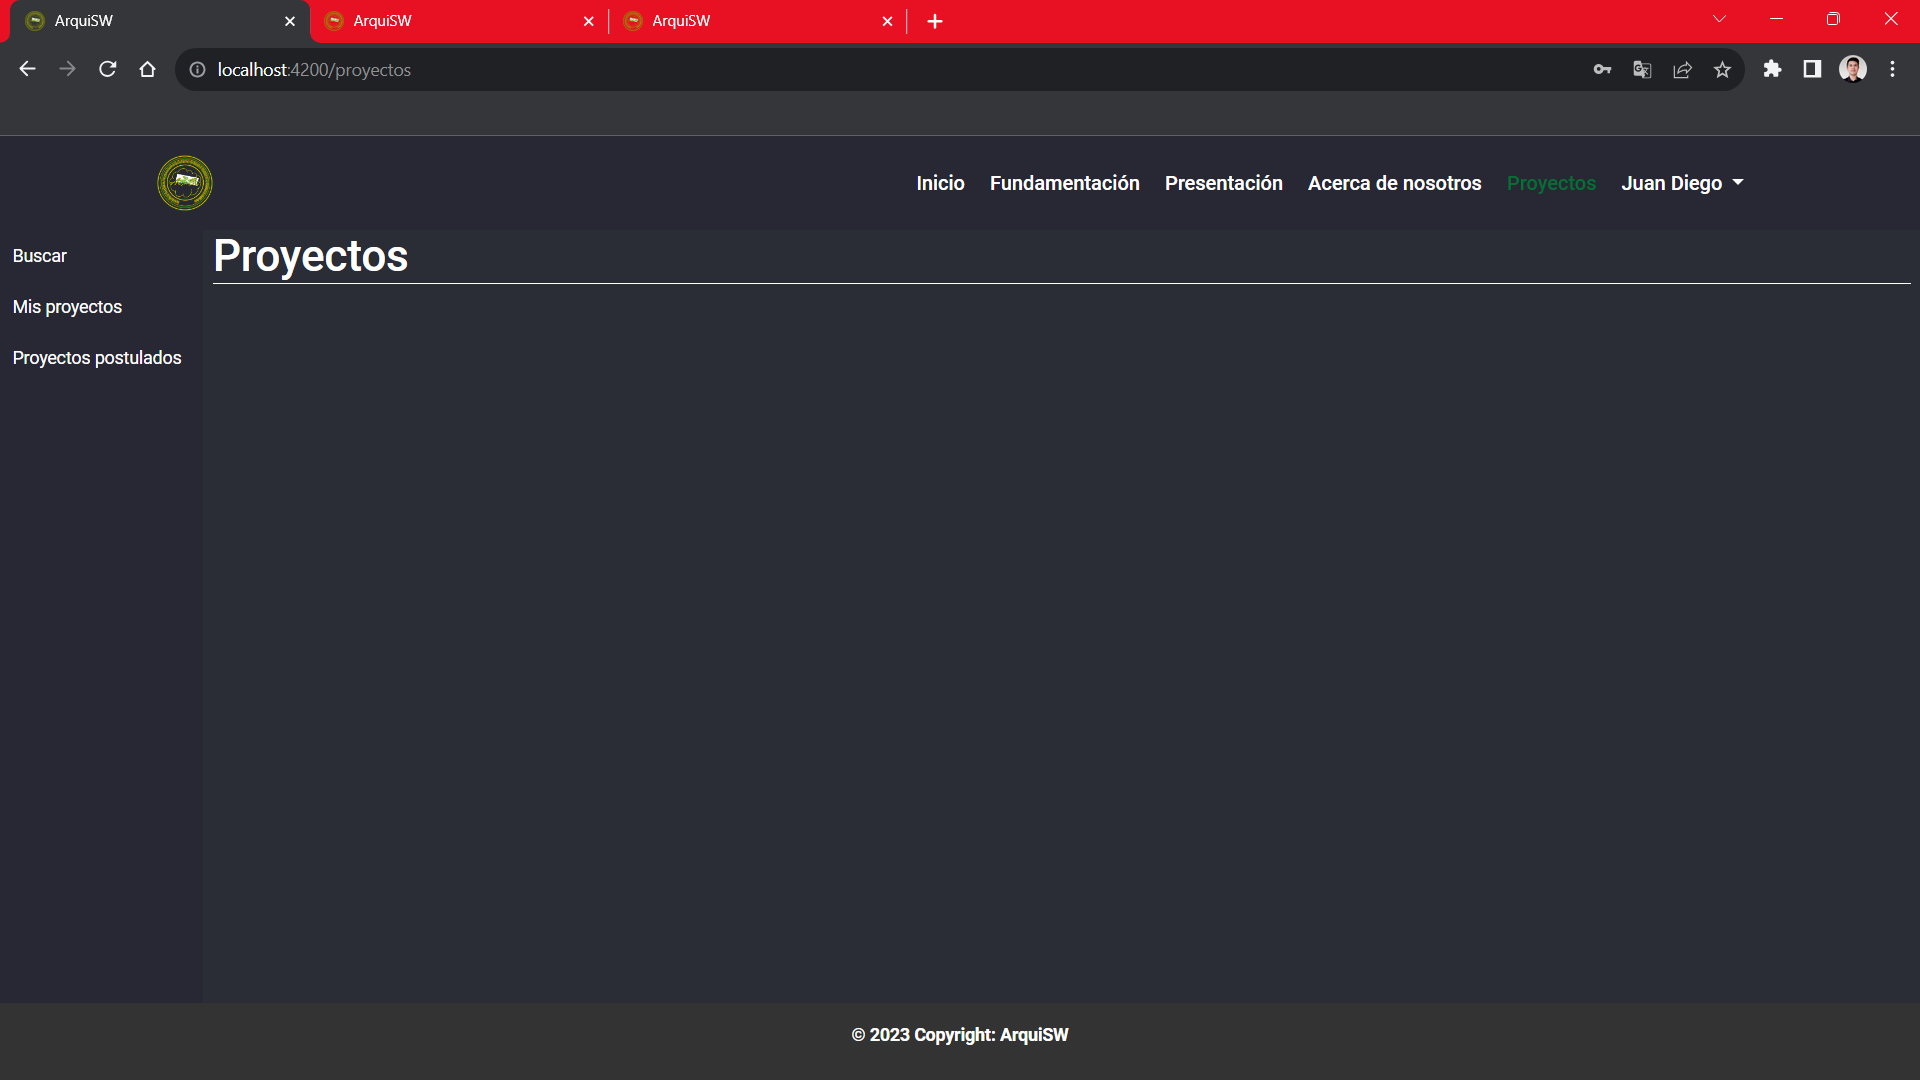 ArquiSW
ArquiSW
ArquiSW
localhost:4200/proyectos
Inicio
Fundamentación
Presentación
Acerca de nosotros
Proyectos
Juan Diego
Buscar
Mis proyectos
Proyectos postulados
Proyectos
© 2023 Copyright: ArquiSW